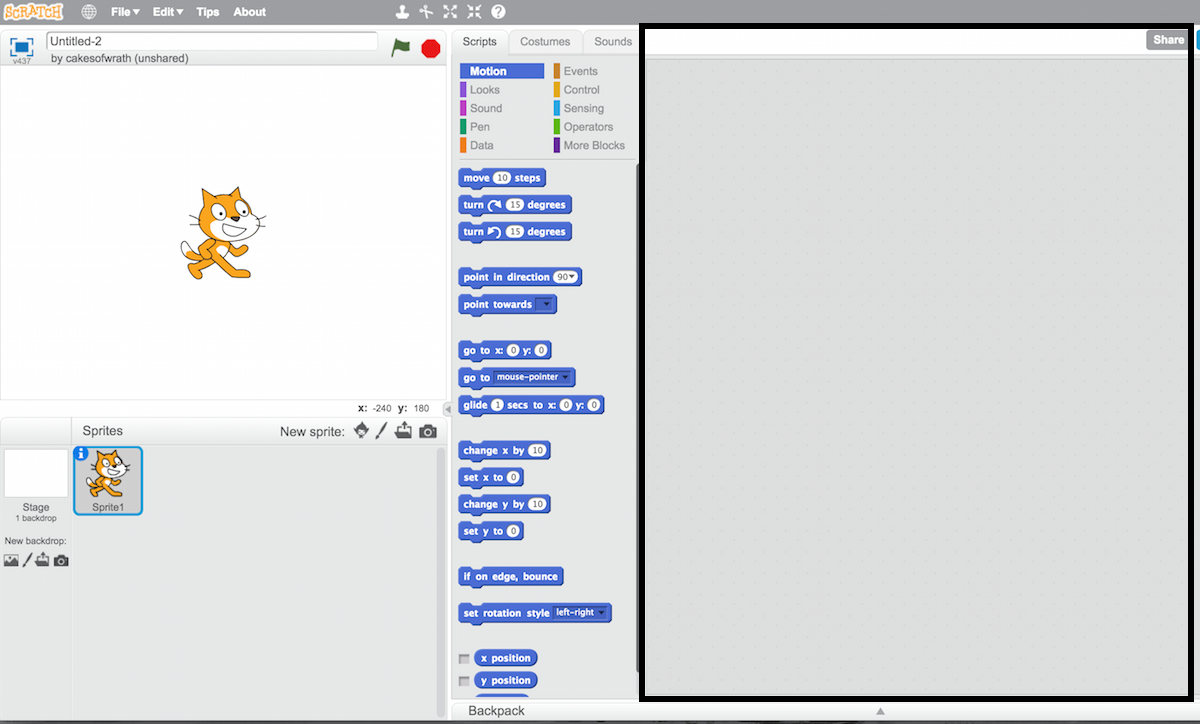 SCRATCH File Edit Tips About
Untitled-2
by cakesofwrath (unshared)
v437
Scripts Costumes Sounds
Share
Motion Events
Looks Control
Sound Sensing
Pen Operators
Data More Blocks
move 10 steps
turn 15 degrees
turn 15 degrees
point in direction 90
point towards
go to x: 0 y: 0
go to mouse-pointer
glide 1 secs to x: 0 y: 0
change x by 10
set x to 0
change y by 10
set y to 0
if on edge, bounce
set rotation style left-right
x position
y position
x: -240 y: 180
Sprites New sprite:
Sprite1
Stage
1 backdrop
New backdrop:
Backpack